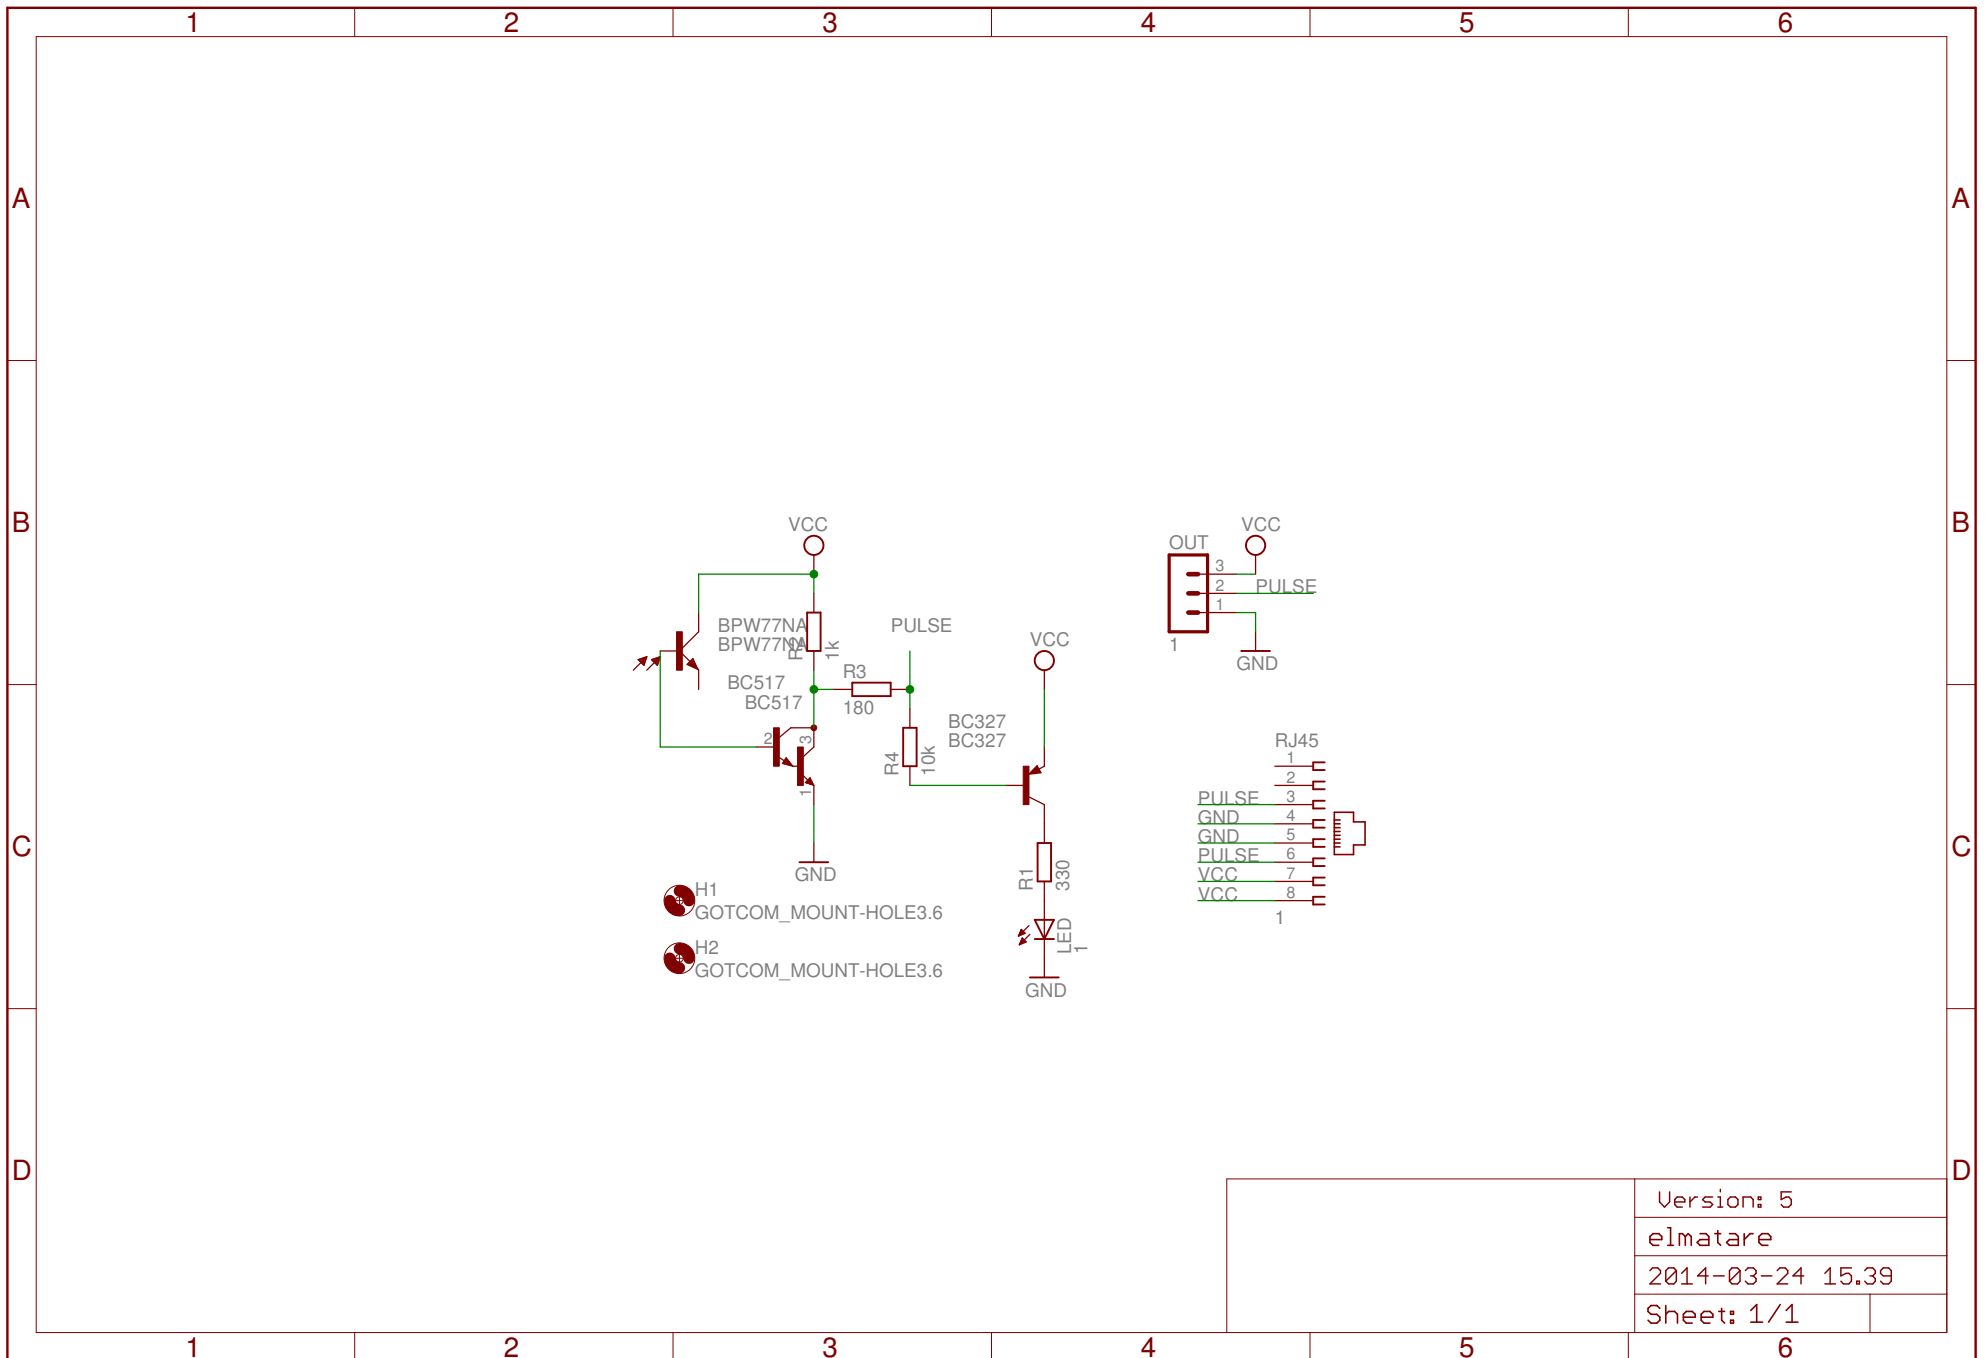 1 2 3 4 5 6
A A
B B
C C
D D
VCC
BPW77NA
BPW77NA
R2
1k
PULSE
BC517
BC517
R3
180
2
3
1
R4
10k
BC327
BC327
VCC
GND
R1
330
LED
1
GND
H1
GOTCOM_MOUNT-HOLE3.6
H2
GOTCOM_MOUNT-HOLE3.6
OUT
VCC
3
2 PULSE
1
1
GND
RJ45
1
2
PULSE 3
GND 4
GND 5
PULSE 6
VCC 7
VCC 8
1
Version: 5
elmatare
2014-03-24 15.39
Sheet: 1/1
1 2 3 4 5 6